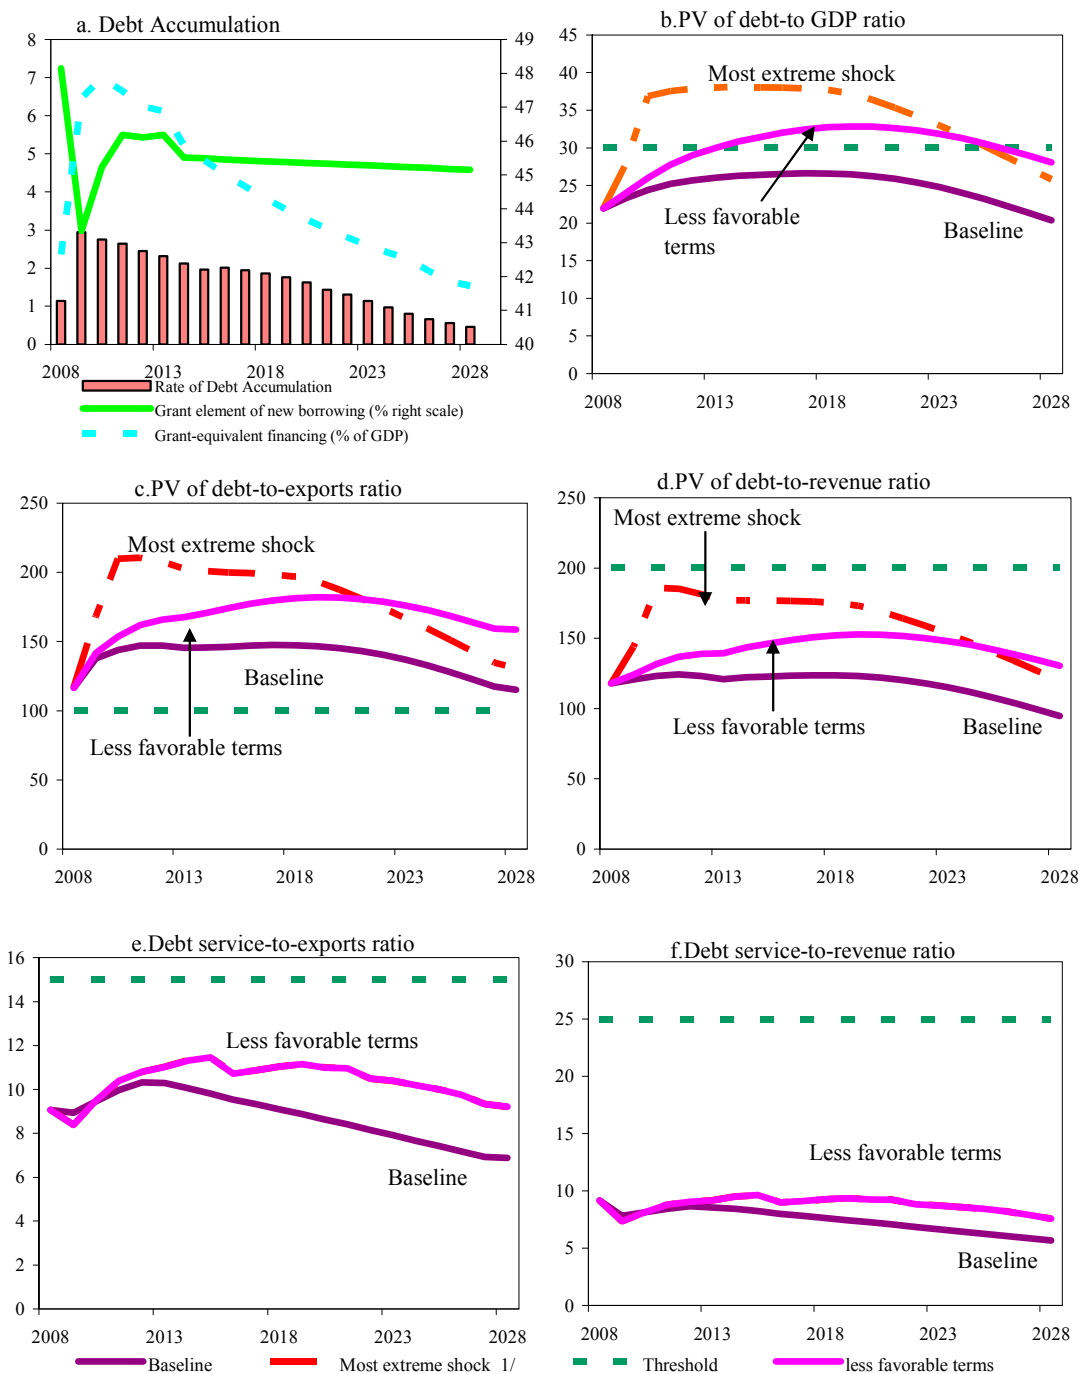 a. Debt Accumulation
8
7
6
5
4
3
2
1
0
49
48
47
46
45
44
43
42
41
40
2008 2013 2018 2023 2028
Rate of Debt Accumulation
Grant element of new borrowing (% right scale)
Grant-equivalent financing (% of GDP)
b.PV of debt-to GDP ratio
45
40
35
30
25
20
15
10
5
0
Most extreme shock
Less favorable
terms
Baseline
2008 2013 2018 2023 2028
c.PV of debt-to-exports ratio
250
200
150
100
50
0
Most extreme shock
Baseline
Less favorable terms
2008 2013 2018 2023 2028
d.PV of debt-to-revenue ratio
250
200
150
100
50
0
Most extreme shock
Less favorable terms
Baseline
2008 2013 2018 2023 2028
e.Debt service-to-exports ratio
16
14
12
10
8
6
4
2
0
Less favorable terms
Baseline
2008 2013 2018 2023 2028
f.Debt service-to-revenue ratio
30
25
20
15
10
5
0
Less favorable terms
Baseline
2008 2013 2018 2023 2028
Baseline Most extreme shock 1/ Threshold less favorable terms